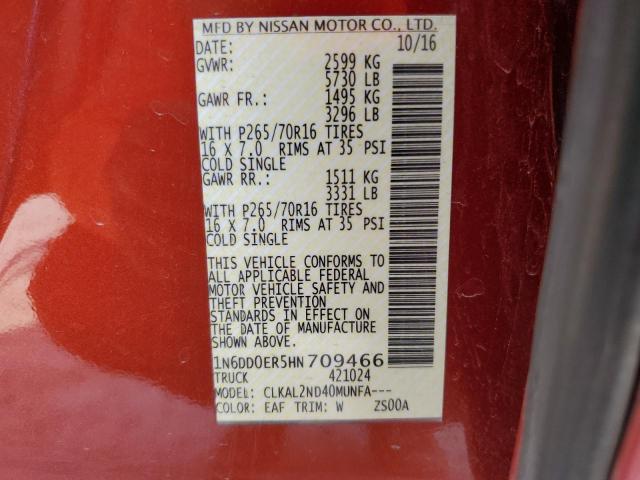 MFD BY NISSAN MOTOR CO., LTD.
DATE: 10/16
GVWR: 2599 KG
5730 LB
GAWR FR.: 1495 KG
3296 LB
WITH P265/70R16 TIRES
16 X 7.0 RIMS AT 35 PSI
COLD SINGLE
GAWR RR.: 1511 KG
3331 LB
WITH P265/70R16 TIRES
16 X 7.0 RIMS AT 35 PSI
COLD SINGLE
THIS VEHICLE CONFORMS TO
ALL APPLICABLE FEDERAL
MOTOR VEHICLE SAFETY AND
THEFT PREVENTION
STANDARDS IN EFFECT ON
THE DATE OF MANUFACTURE
SHOWN ABOVE.
1N6DD0ER5HN709466
TRUCK 421024
MODEL: CLKAL2ND40MUNFA---
COLOR: EAF TRIM: W ZS00A